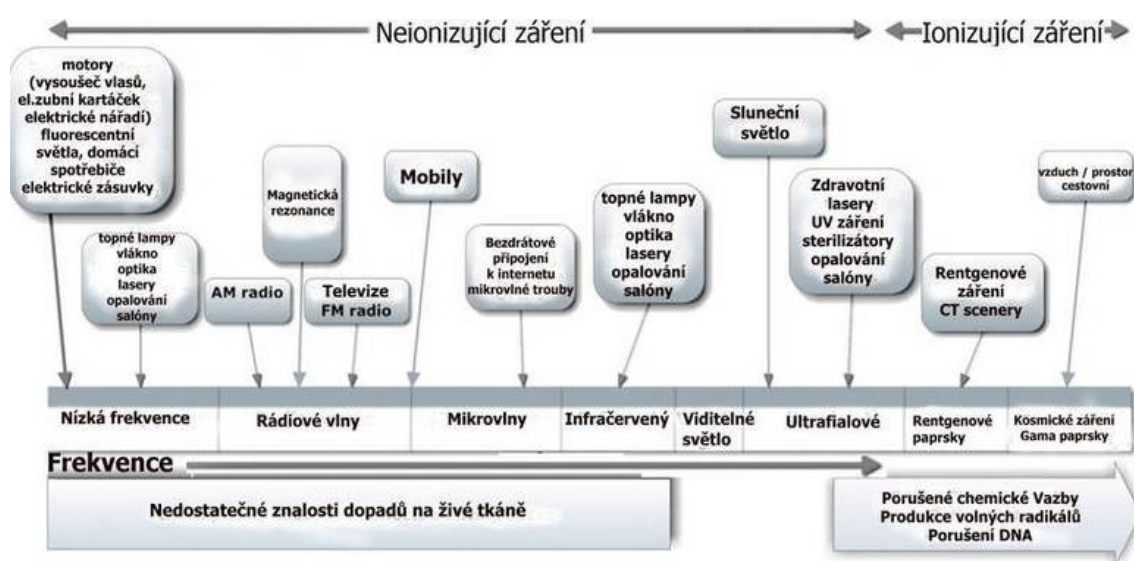 Neionizující záření
Ionizující záření
motory
(vysoušeč vlasů,
el.zubní kartáček
elektrické nářadí)
fluorescentní
světla, domácí
spotřebiče
elektrické zásuvky
topné lampy
vlákno
optika
lasery
opalování
salóny
AM radio
Magnetická
rezonance
Televize
FM radio
Mobily
Bezdrátové
připojení
k internetu
mikrovlné trouby
topné lampy
vlákno
optika
lasery
opalování
salóny
Sluneční
světlo
Zdravotní
lasery
UV záření
sterilizátory
opalování
salóny
Rentgenové
záření
CT scenery
vzduch / prostor
cestovní
Nízká frekvence
Rádiové vlny
Mikrovlny
Infračervený
Viditelné
světlo
Ultrafialové
Rentgenové
paprsky
Kosmické záření
Gama paprsky
Frekvence
Nedostatečné znalosti dopadů na živé tkáně
Porušené chemické Vazby
Produkce volných radikálů
Porušení DNA